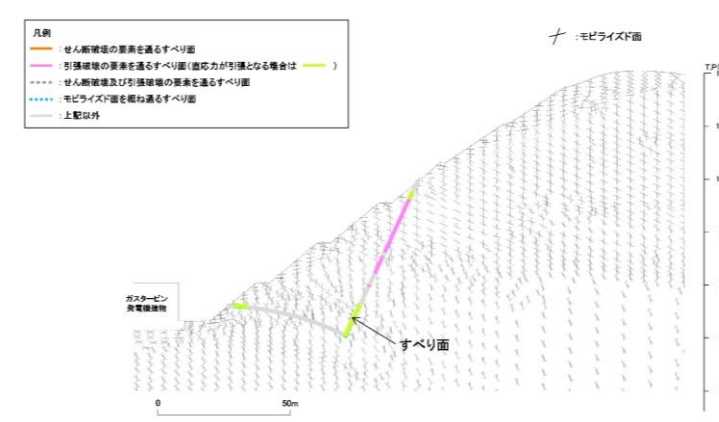 凡例
：せん断破壊の要素を通るすべり面
：引張破壊の要素を通るすべり面(直応力が引張となる場合は ）
：せん断破壊及び引張破壊の要素を通るすべり面
：モビライズド面を概ね通るすべり面
：上記以外
：モビライズド面
ガスタービン
発電機建物
すべり面
0 50m